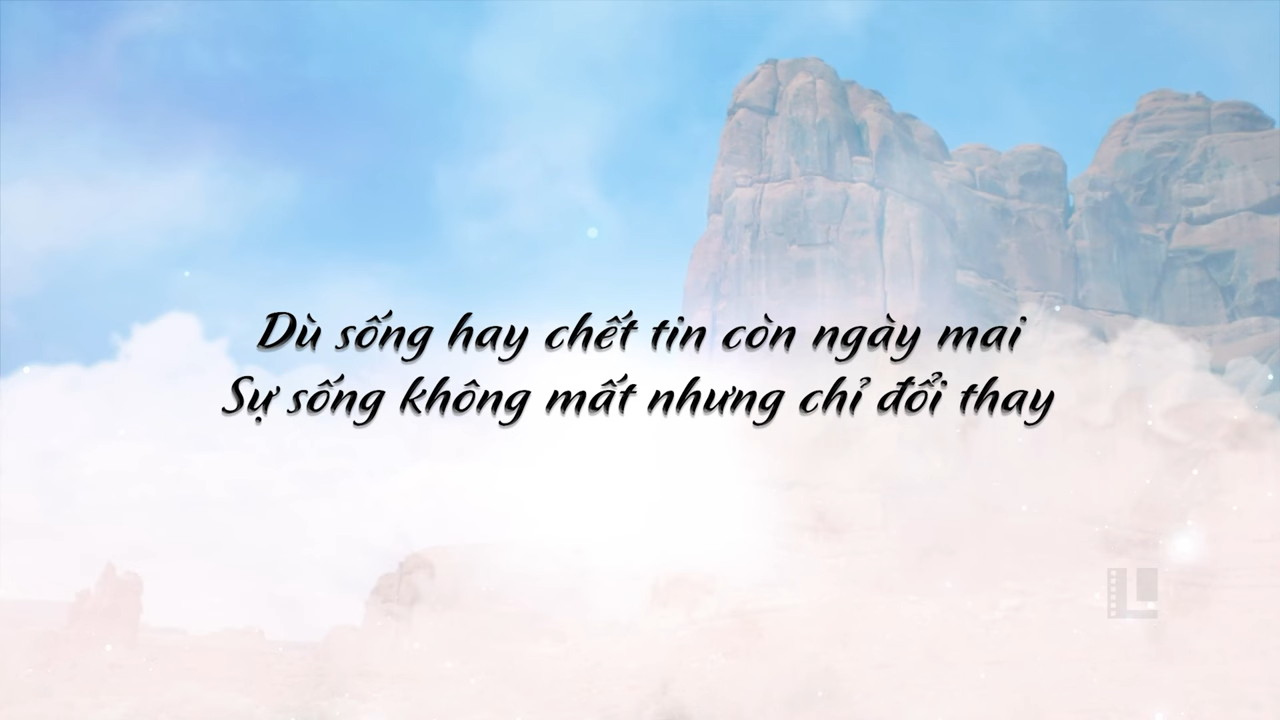 Dù sống hay chết tin còn ngày mai
Sự sống không mất nhưng chỉ đổi thay